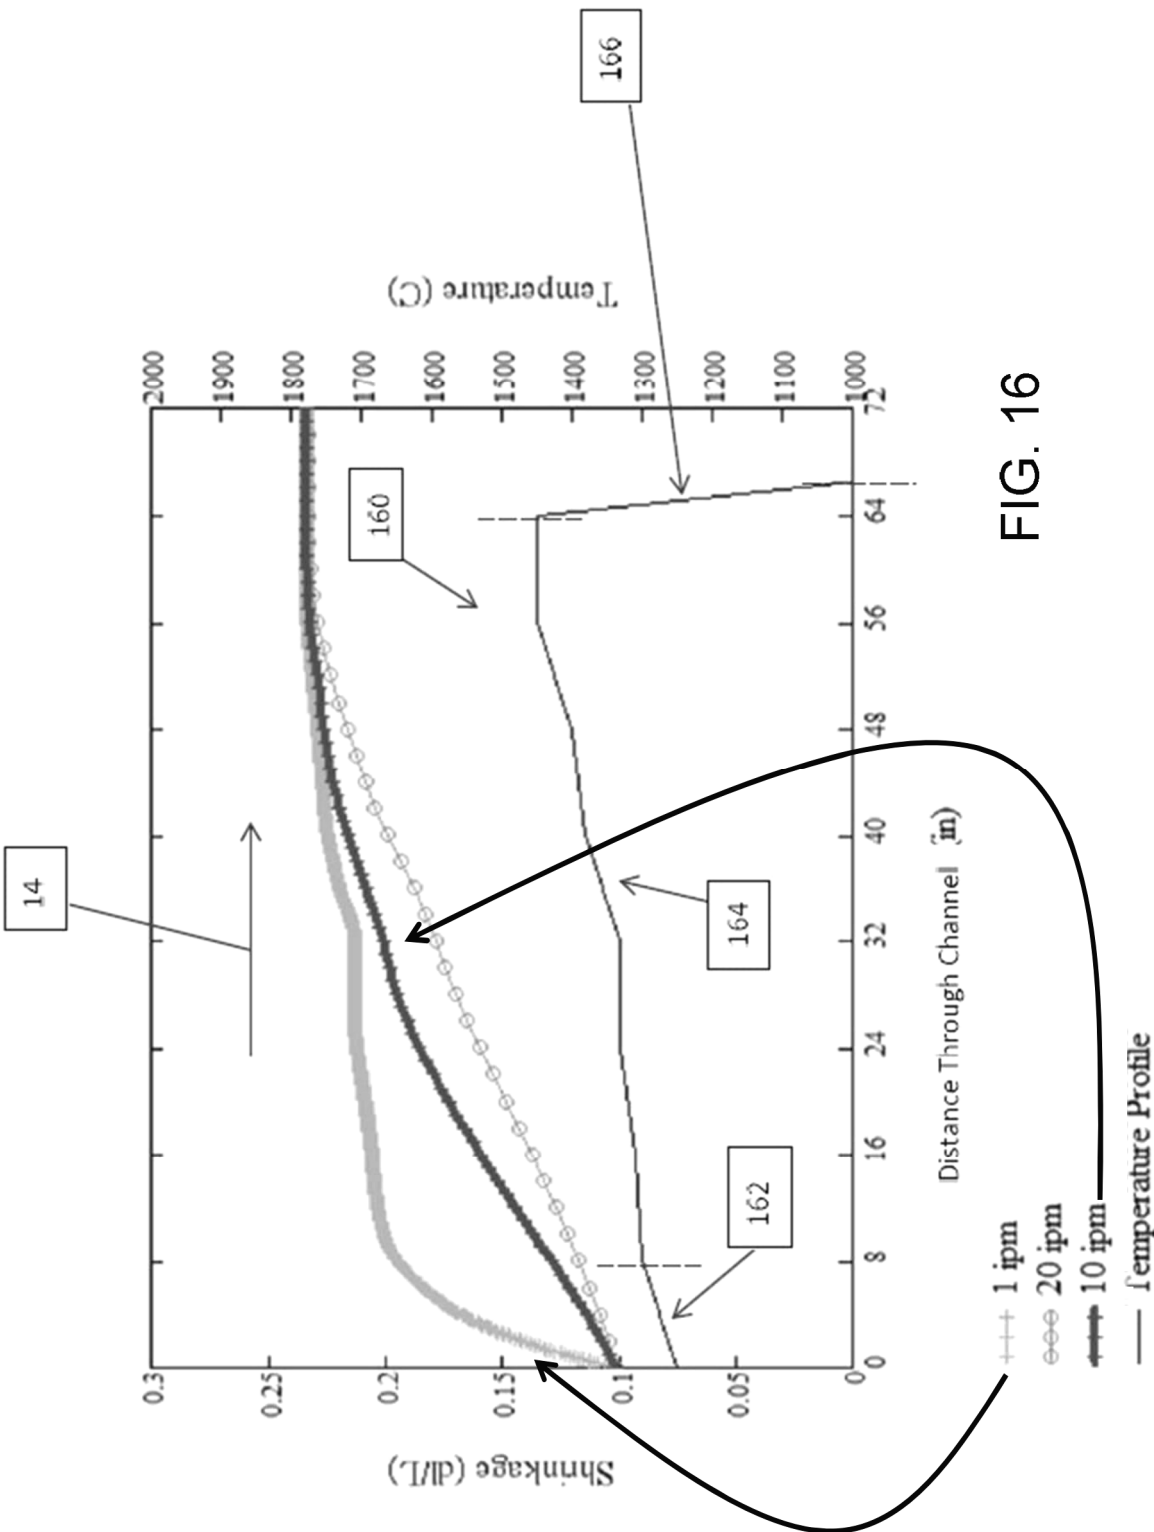 14
160
166
Shrinkage (dl/L)
0.3
0.25
0.2
0.15
0.1
0.05
0
Temperature (C)
2000
1900
1800
1700
1600
1500
1400
1300
1200
1100
1000
0 8 16 24 32 40 48 56 64 72
162
164
Distance Through Channel (in)
1 ipm
20 ipm
10 ipm
Temperature Profile
FIG. 16